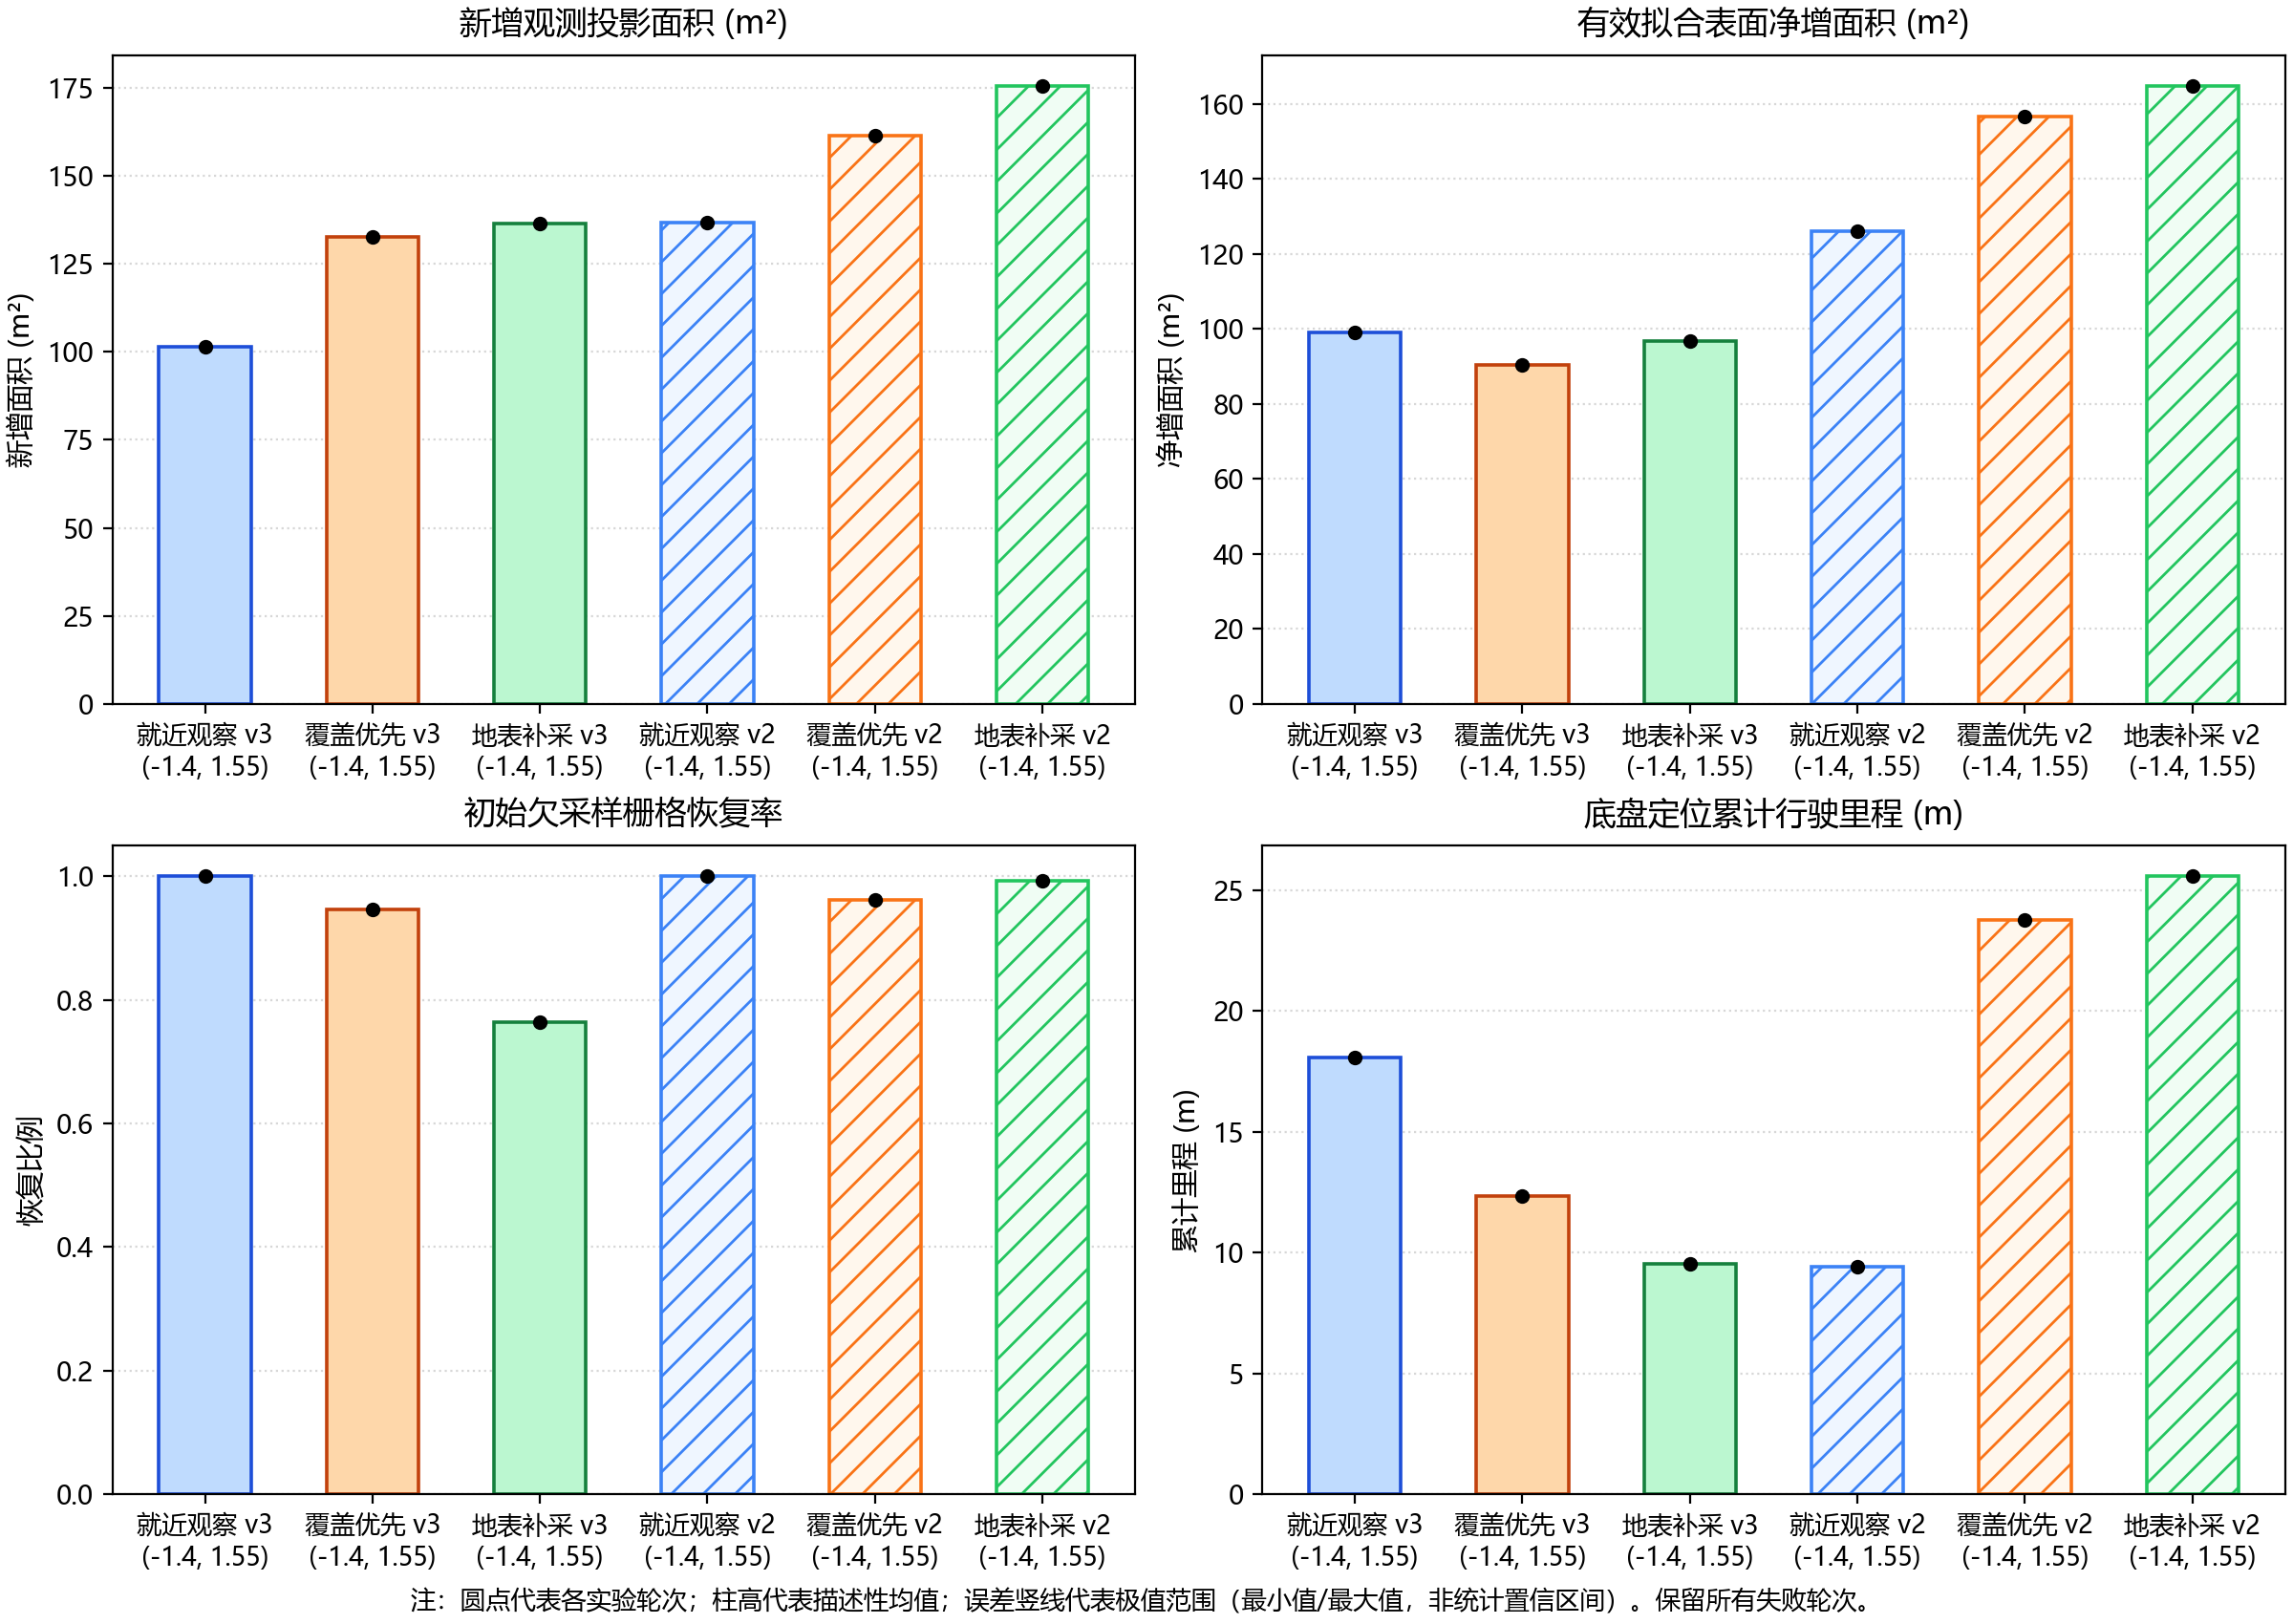 新增观测投影面积 (m²)
新增面积 (m²)
175
150
125
100
75
50
25
0
就近观察 v3
(-1.4, 1.55)
覆盖优先 v3
(-1.4, 1.55)
地表补采 v3
(-1.4, 1.55)
就近观察 v2
(-1.4, 1.55)
覆盖优先 v2
(-1.4, 1.55)
地表补采 v2
(-1.4, 1.55)
有效拟合表面净增面积 (m²)
净增面积 (m²)
160
140
120
100
80
60
40
20
0
就近观察 v3
(-1.4, 1.55)
覆盖优先 v3
(-1.4, 1.55)
地表补采 v3
(-1.4, 1.55)
就近观察 v2
(-1.4, 1.55)
覆盖优先 v2
(-1.4, 1.55)
地表补采 v2
(-1.4, 1.55)
初始欠采样栅格恢复率
恢复比例
1.0
0.8
0.6
0.4
0.2
0.0
就近观察 v3
(-1.4, 1.55)
覆盖优先 v3
(-1.4, 1.55)
地表补采 v3
(-1.4, 1.55)
就近观察 v2
(-1.4, 1.55)
覆盖优先 v2
(-1.4, 1.55)
地表补采 v2
(-1.4, 1.55)
底盘定位累计行驶里程 (m)
累计里程 (m)
25
20
15
10
5
0
就近观察 v3
(-1.4, 1.55)
覆盖优先 v3
(-1.4, 1.55)
地表补采 v3
(-1.4, 1.55)
就近观察 v2
(-1.4, 1.55)
覆盖优先 v2
(-1.4, 1.55)
地表补采 v2
(-1.4, 1.55)
注：圆点代表各实验轮次；柱高代表描述性均值；误差竖线代表极值范围（最小值/最大值，非统计置信区间）。保留所有失败轮次。